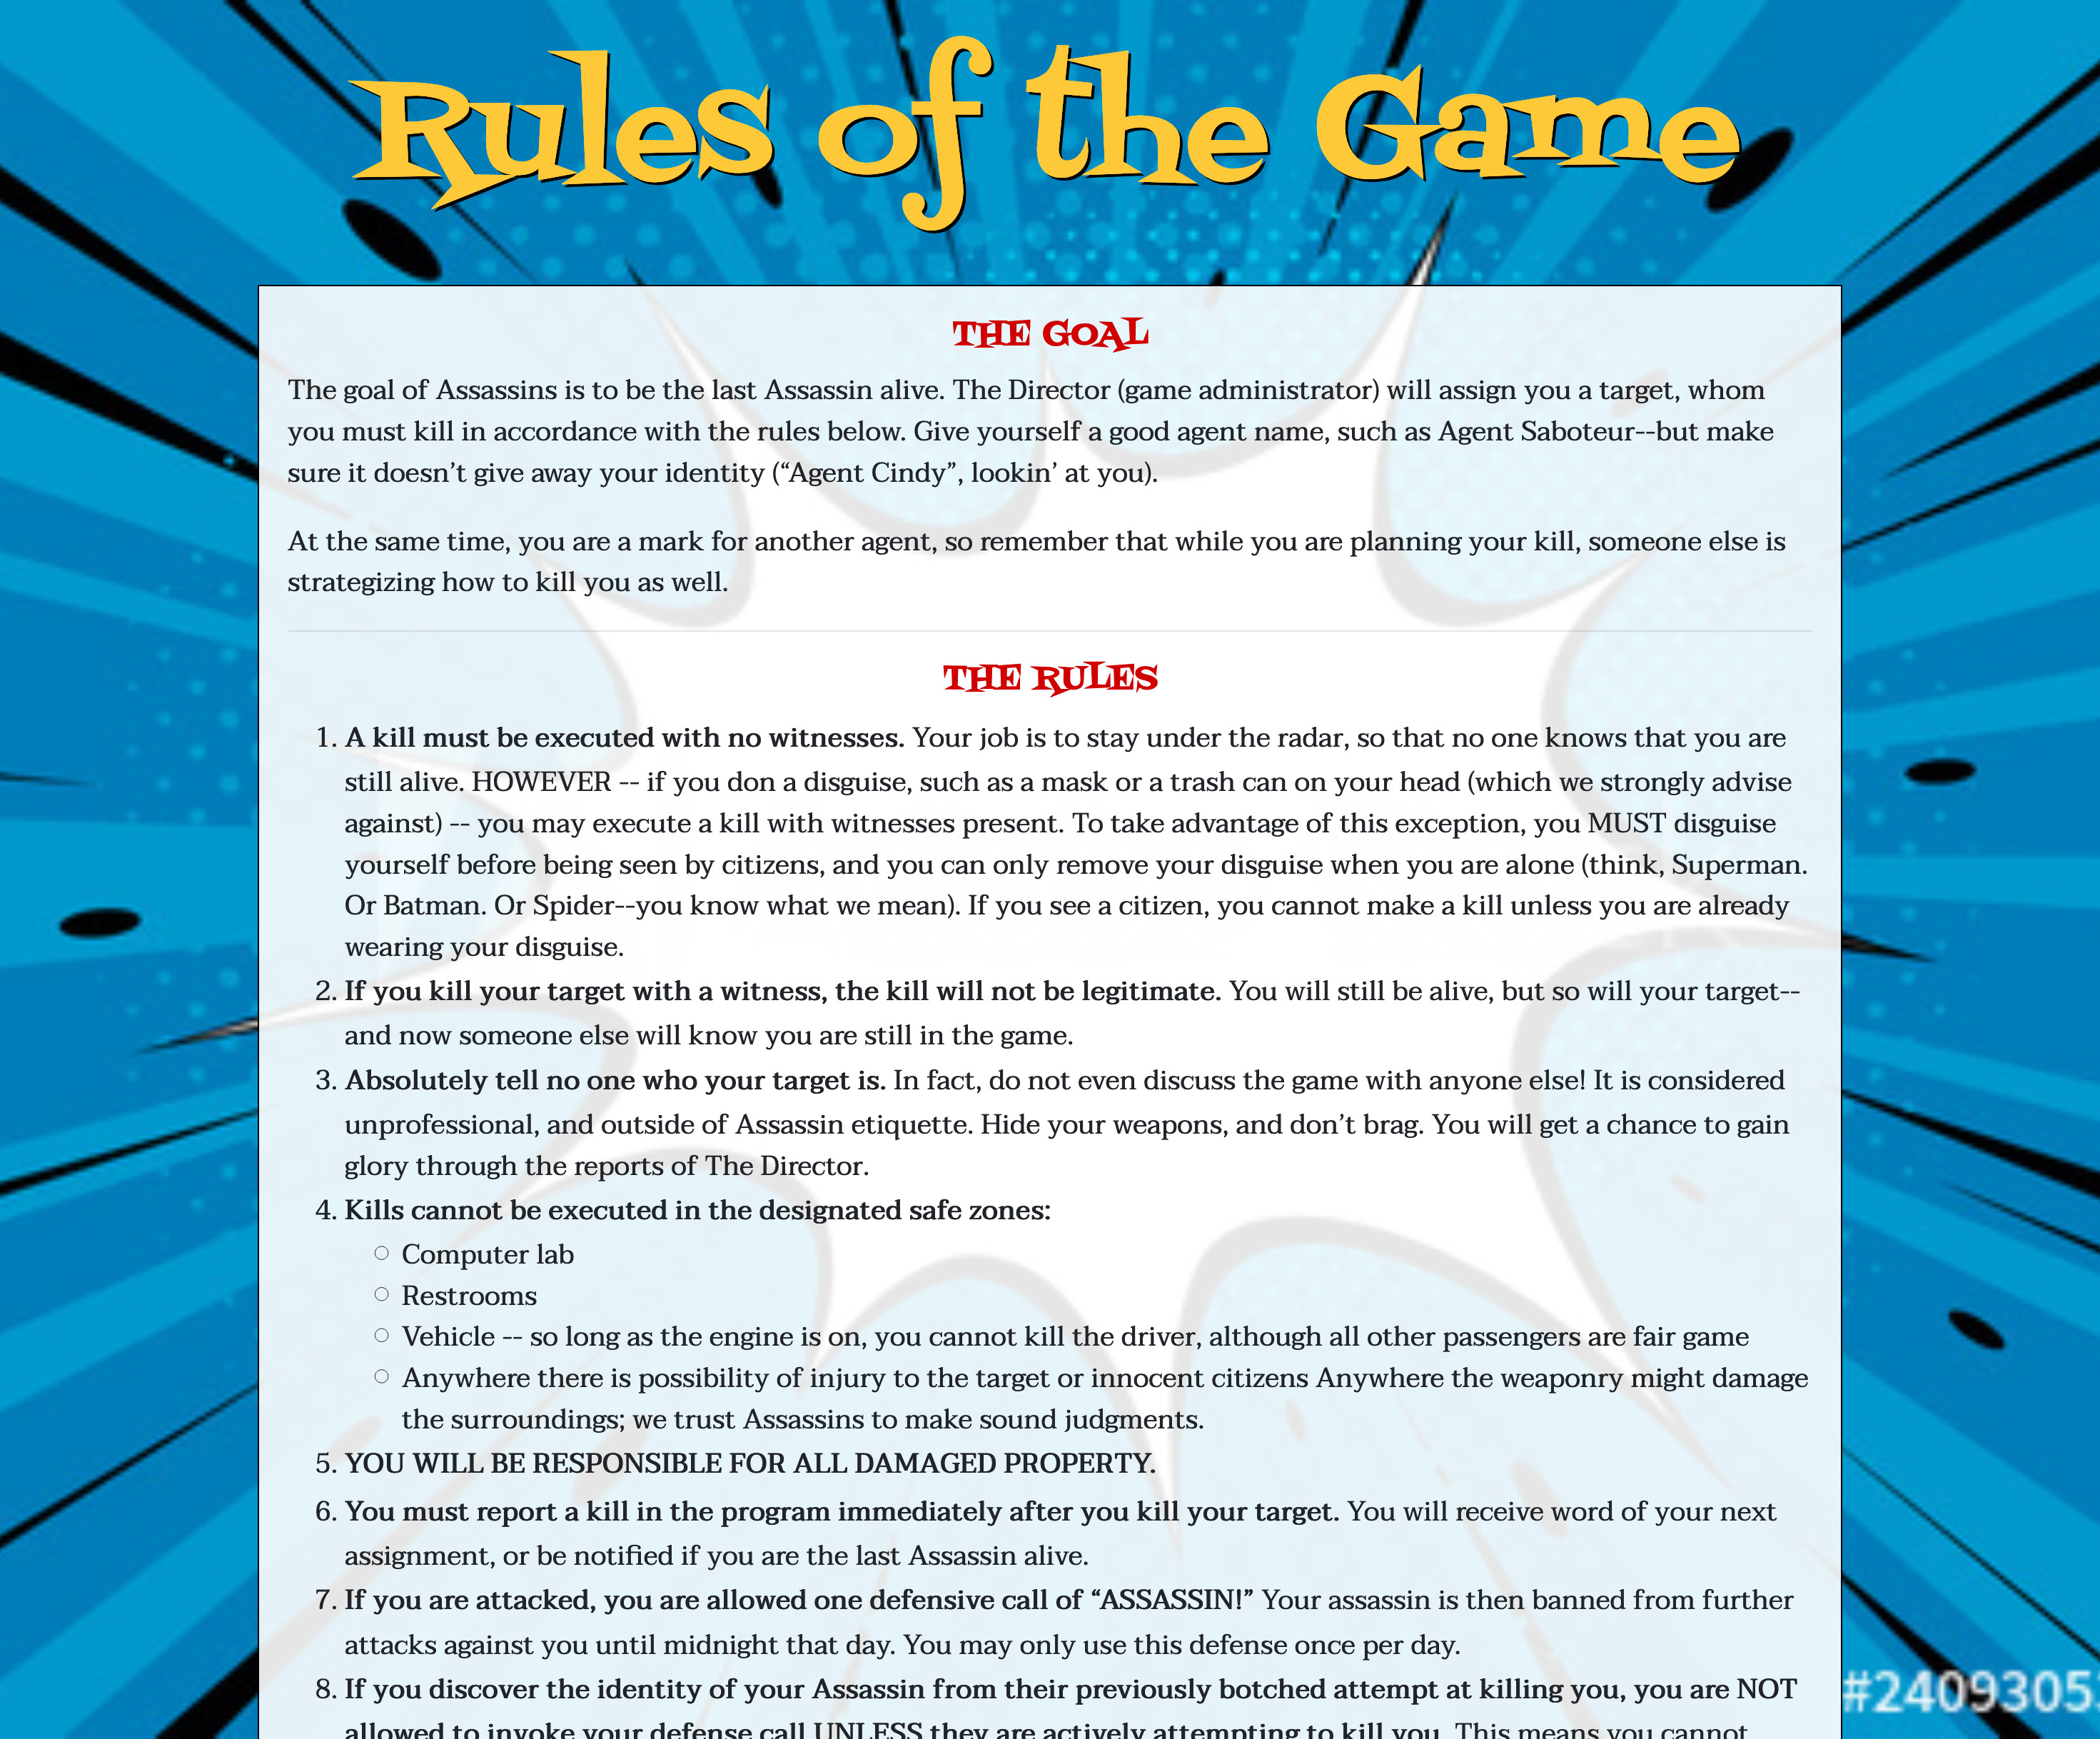 Rules of the Game
THE GOAL
The goal of Assassins is to be the last Assassin alive. The Director (game administrator) will assign you a target, whom
you must kill in accordance with the rules below. Give yourself a good agent name, such as Agent Saboteur--but make
sure it doesn’t give away your identity (“Agent Cindy”, lookin’ at you).
At the same time, you are a mark for another agent, so remember that while you are planning your kill, someone else is
strategizing how to kill you as well.
THE RULES
1. A kill must be executed with no witnesses. Your job is to stay under the radar, so that no one knows that you are
still alive. HOWEVER -- if you don a disguise, such as a mask or a trash can on your head (which we strongly advise
against) -- you may execute a kill with witnesses present. To take advantage of this exception, you MUST disguise
yourself before being seen by citizens, and you can only remove your disguise when you are alone (think, Superman.
Or Batman. Or Spider--you know what we mean). If you see a citizen, you cannot make a kill unless you are already
wearing your disguise.
2. If you kill your target with a witness, the kill will not be legitimate. You will still be alive, but so will your target--
and now someone else will know you are still in the game.
3. Absolutely tell no one who your target is. In fact, do not even discuss the game with anyone else! It is considered
unprofessional, and outside of Assassin etiquette. Hide your weapons, and don’t brag. You will get a chance to gain
glory through the reports of The Director.
4. Kills cannot be executed in the designated safe zones:
○ Computer lab
○ Restrooms
○ Vehicle -- so long as the engine is on, you cannot kill the driver, although all other passengers are fair game
○ Anywhere there is possibility of injury to the target or innocent citizens Anywhere the weaponry might damage
the surroundings; we trust Assassins to make sound judgments.
5. YOU WILL BE RESPONSIBLE FOR ALL DAMAGED PROPERTY.
6. You must report a kill in the program immediately after you kill your target. You will receive word of your next
assignment, or be notified if you are the last Assassin alive.
7. If you are attacked, you are allowed one defensive call of “ASSASSIN!” Your assassin is then banned from further
attacks against you until midnight that day. You may only use this defense once per day.
8. If you discover the identity of your Assassin from their previously botched attempt at killing you, you are NOT
allowed to invoke your defense call UNLESS they are actively attempting to kill you. This means you cannot
#2409305